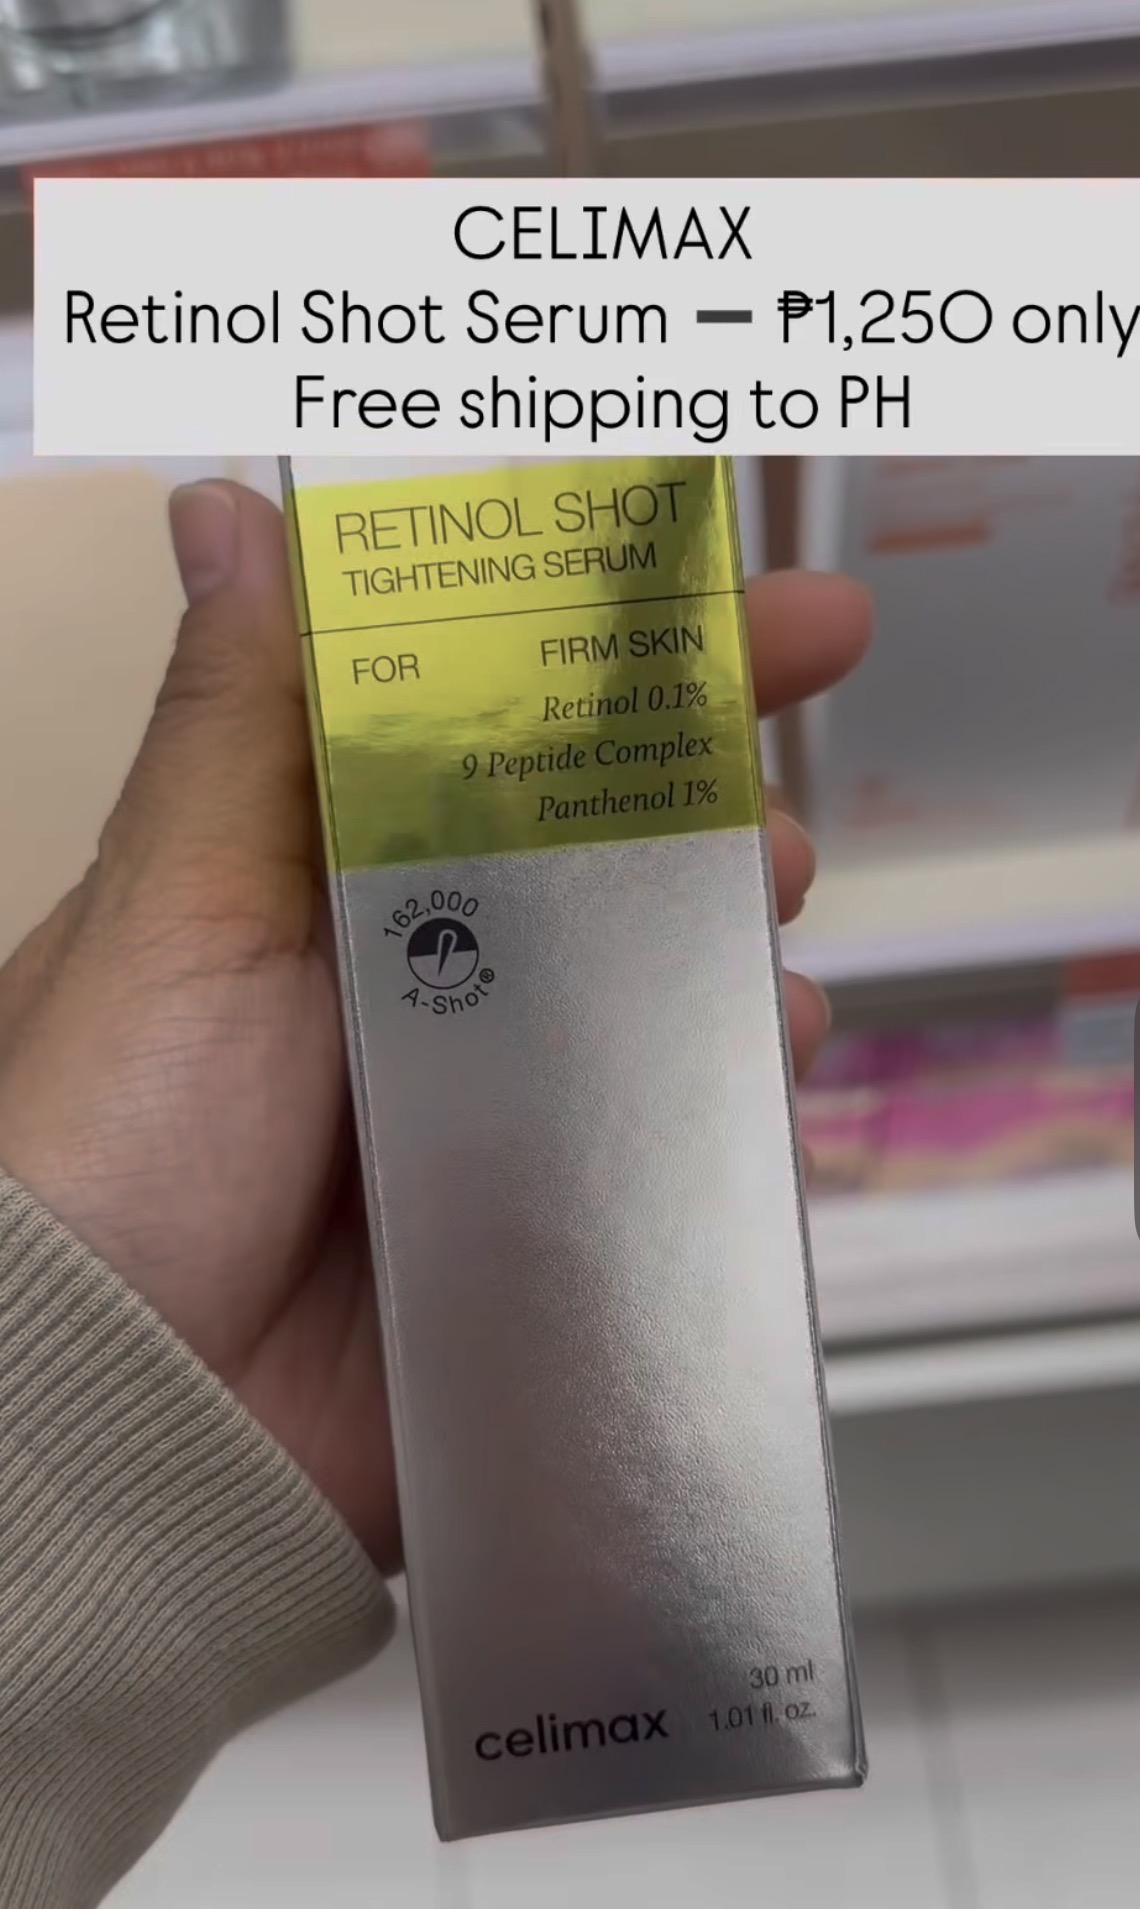 CELIMAX
Retinol Shot Serum ➖ ₱1,250 only
Free shipping to PH
RETINOL SHOT
TIGHTENING SERUM
FOR FIRM SKIN
Retinol 0.1%
9 Peptide Complex
Panthenol 1%
162,000
A-Shot®
30 ml
celimax 1.01 fl. oz.